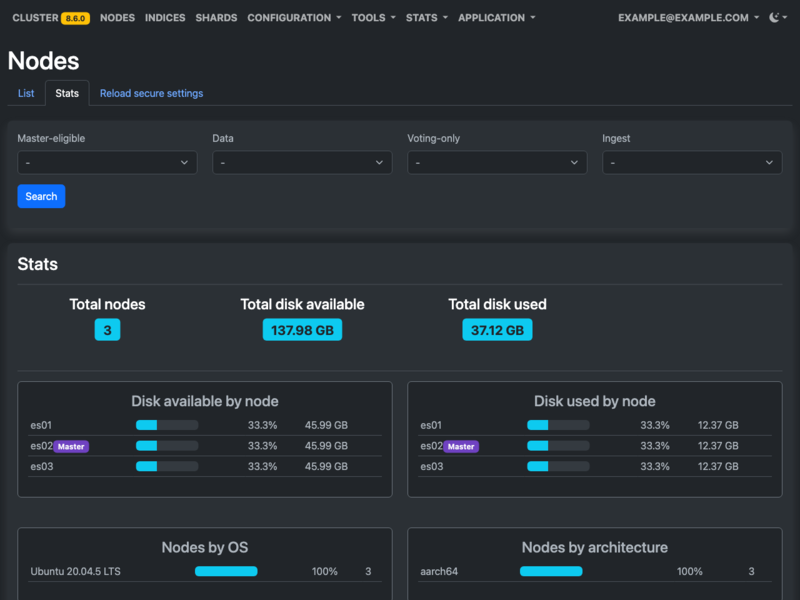 CLUSTER 8.6.0 NODES INDICES SHARDS CONFIGURATION TOOLS STATS APPLICATION EXAMPLE@EXAMPLE.COM
Nodes
List Stats Reload secure settings
Master-eligible Data Voting-only Ingest
- - - -
Search
Stats
Total nodes Total disk available Total disk used
3 137.98 GB 37.12 GB
Disk available by node
es01 33.3% 45.99 GB
es02 Master 33.3% 45.99 GB
es03 33.3% 45.99 GB
Disk used by node
es01 33.3% 12.37 GB
es02 Master 33.3% 12.37 GB
es03 33.3% 12.37 GB
Nodes by OS
Ubuntu 20.04.5 LTS 100% 3
Nodes by architecture
aarch64 100% 3